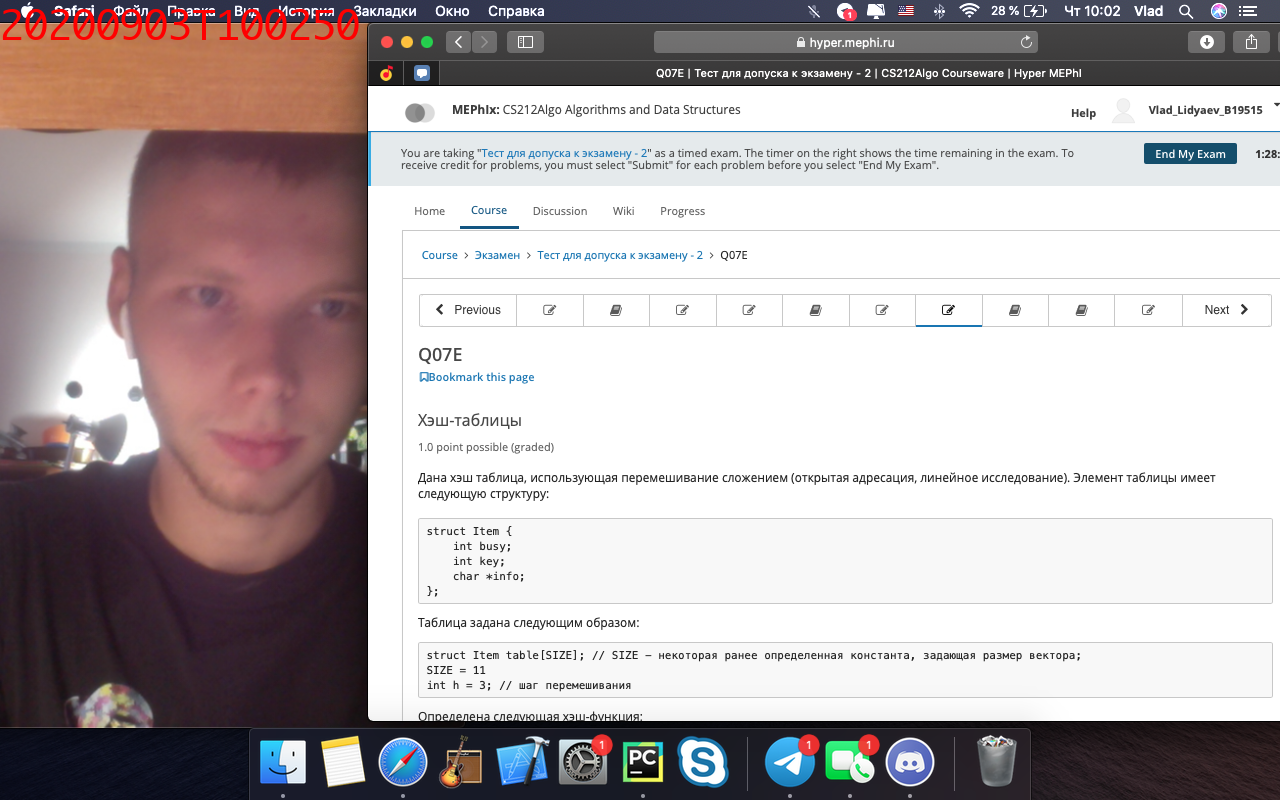 20200903T100250
Safari Файл Правка Вид История Закладки Окно Справка 28 % Чт 10:02 Vlad
hyper.mephi.ru
Q07E | Тест для допуска к экзамену - 2 | CS212Algo Courseware | Hyper MEPhI
MEPhIx: CS212Algo Algorithms and Data Structures
Help Vlad_Lidyaev_B19515
You are taking "Тест для допуска к экзамену - 2" as a timed exam. The timer on the right shows the time remaining in the exam. To
receive credit for problems, you must select "Submit" for each problem before you select "End My Exam".
End My Exam 1:28:
Home Course Discussion Wiki Progress
Course > Экзамен > Тест для допуска к экзамену - 2 > Q07E
Previous Next
Q07E
Bookmark this page
Хэш-таблицы
1.0 point possible (graded)
Дана хэш таблица, использующая перемешивание сложением (открытая адресация, линейное исследование). Элемент таблицы имеет
следующую структуру:
struct Item {
int busy;
int key;
char *info;
};
Таблица задана следующим образом:
struct Item table[SIZE]; // SIZE – некоторая ранее определенная константа, задающая размер вектора;
SIZE = 11
int h = 3; // шаг перемешивания
Определена следующая хэш-функция:
1
PC
1
1